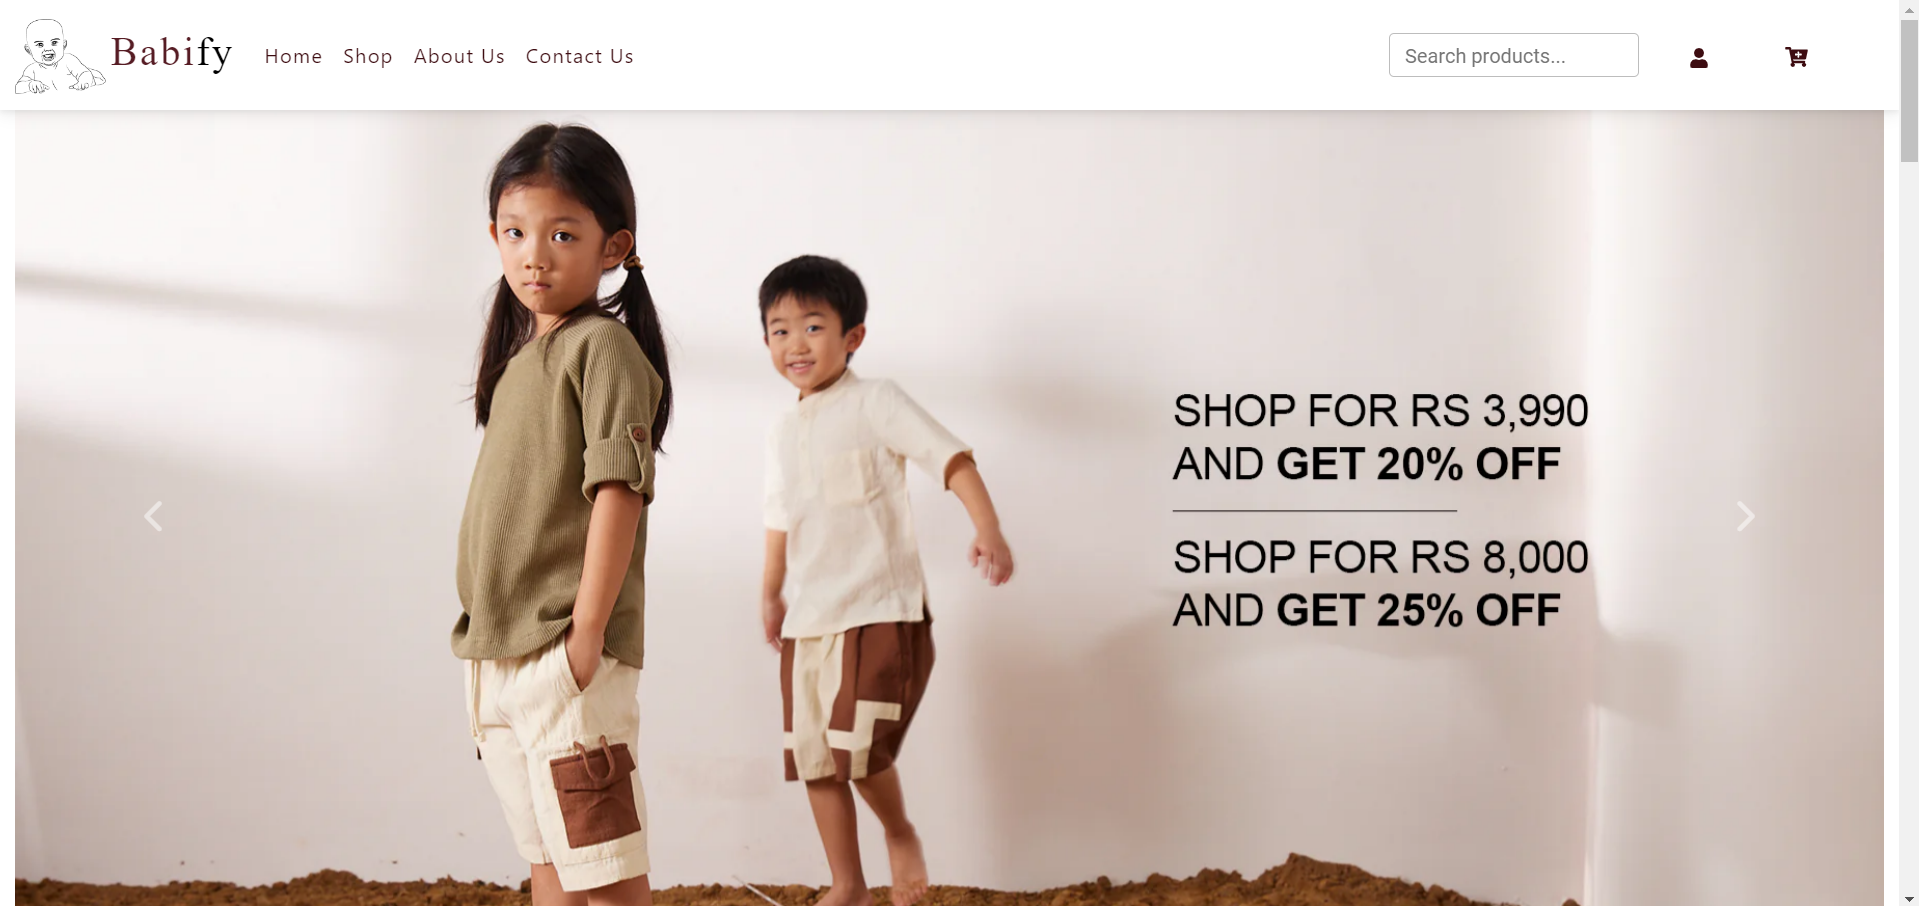 Babify
Home Shop About Us Contact Us
Search products...
SHOP FOR RS 3,990
AND GET 20% OFF
SHOP FOR RS 8,000
AND GET 25% OFF